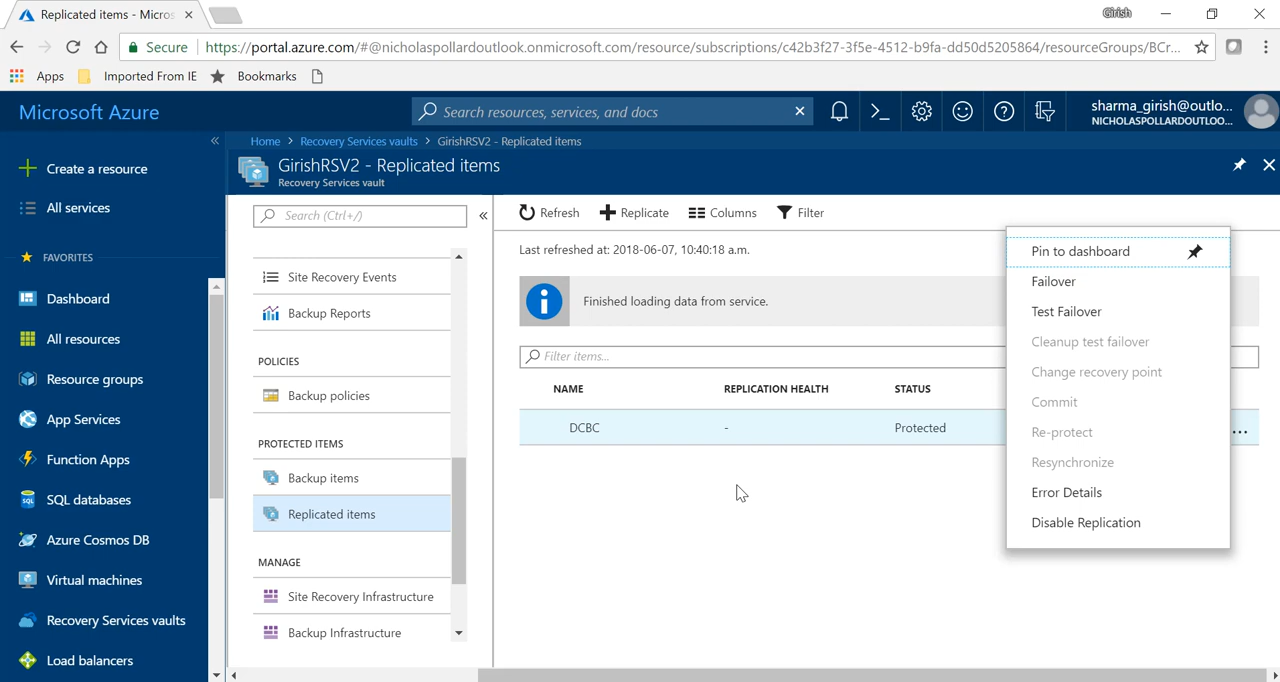 Replicated items - Micros
Girish
Secure
https://portal.azure.com/#@nicholaspollardoutlook.onmicrosoft.com/resource/subscriptions/c42b3f27-3f5e-4512-b9fa-dd50d5205864/resourceGroups/BCr...
Apps
Imported From IE
Bookmarks
Microsoft Azure
Search resources, services, and docs
sharma_girish@outlo...
NICHOLASPOLLARDOUTLOO...
Create a resource
All services
FAVORITES
Dashboard
All resources
Resource groups
App Services
Function Apps
SQL databases
Azure Cosmos DB
Virtual machines
Recovery Services vaults
Load balancers
Home > Recovery Services vaults > GirishRSV2 - Replicated items
GirishRSV2 - Replicated items
Recovery Services vault
Search (Ctrl+/)
Site Recovery Events
Backup Reports
POLICIES
Backup policies
PROTECTED ITEMS
Backup items
Replicated items
MANAGE
Site Recovery Infrastructure
Backup Infrastructure
Refresh
Replicate
Columns
Filter
Last refreshed at: 2018-06-07, 10:40:18 a.m.
Finished loading data from service.
Filter items...
NAME REPLICATION HEALTH STATUS
DCBC - Protected ...
Pin to dashboard
Failover
Test Failover
Cleanup test failover
Change recovery point
Commit
Re-protect
Resynchronize
Error Details
Disable Replication